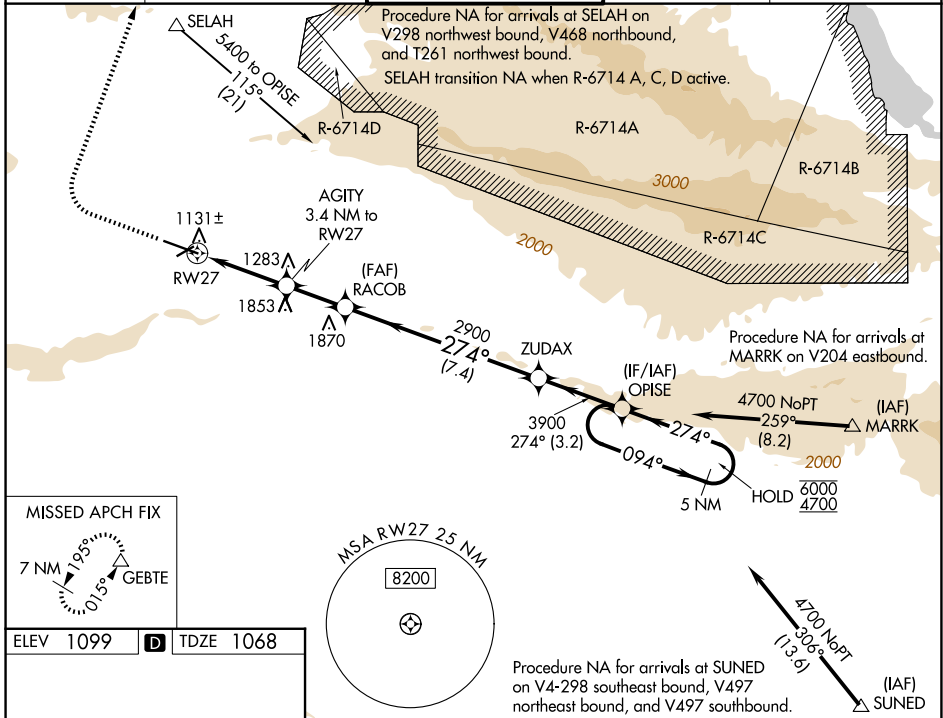 SELAH
5400 to OPISE
115°
(21)
Procedure NA for arrivals at SELAH on
V298 northwest bound, V468 northbound,
and T261 northwest bound.
SELAH transition NA when R-6714 A, C, D active.
R-6714D
R-6714A
R-6714B
3000
R-6714C
2000
1131±
RW27
AGITY
3.4 NM to
RW27
1283
1853
(FAF)
RACOB
1870
2900
274°
(7.4)
ZUDAX
(IF/IAF)
OPISE
3900
274° (3.2)
Procedure NA for arrivals at
MARRK on V204 eastbound.
4700 NoPT
259°
(8.2)
(IAF)
MARRK
274°
094°
5 NM
HOLD
6000
4700
2000
MISSED APCH FIX
7 NM
195°
015°
GEBTE
MSA RW27 25 NM
8200
4700 NoPT
306°
(13.6)
(IAF)
SUNED
ELEV 1099
D
TDZE 1068
Procedure NA for arrivals at SUNED
on V4-298 southeast bound, V497
northeast bound, and V497 southbound.